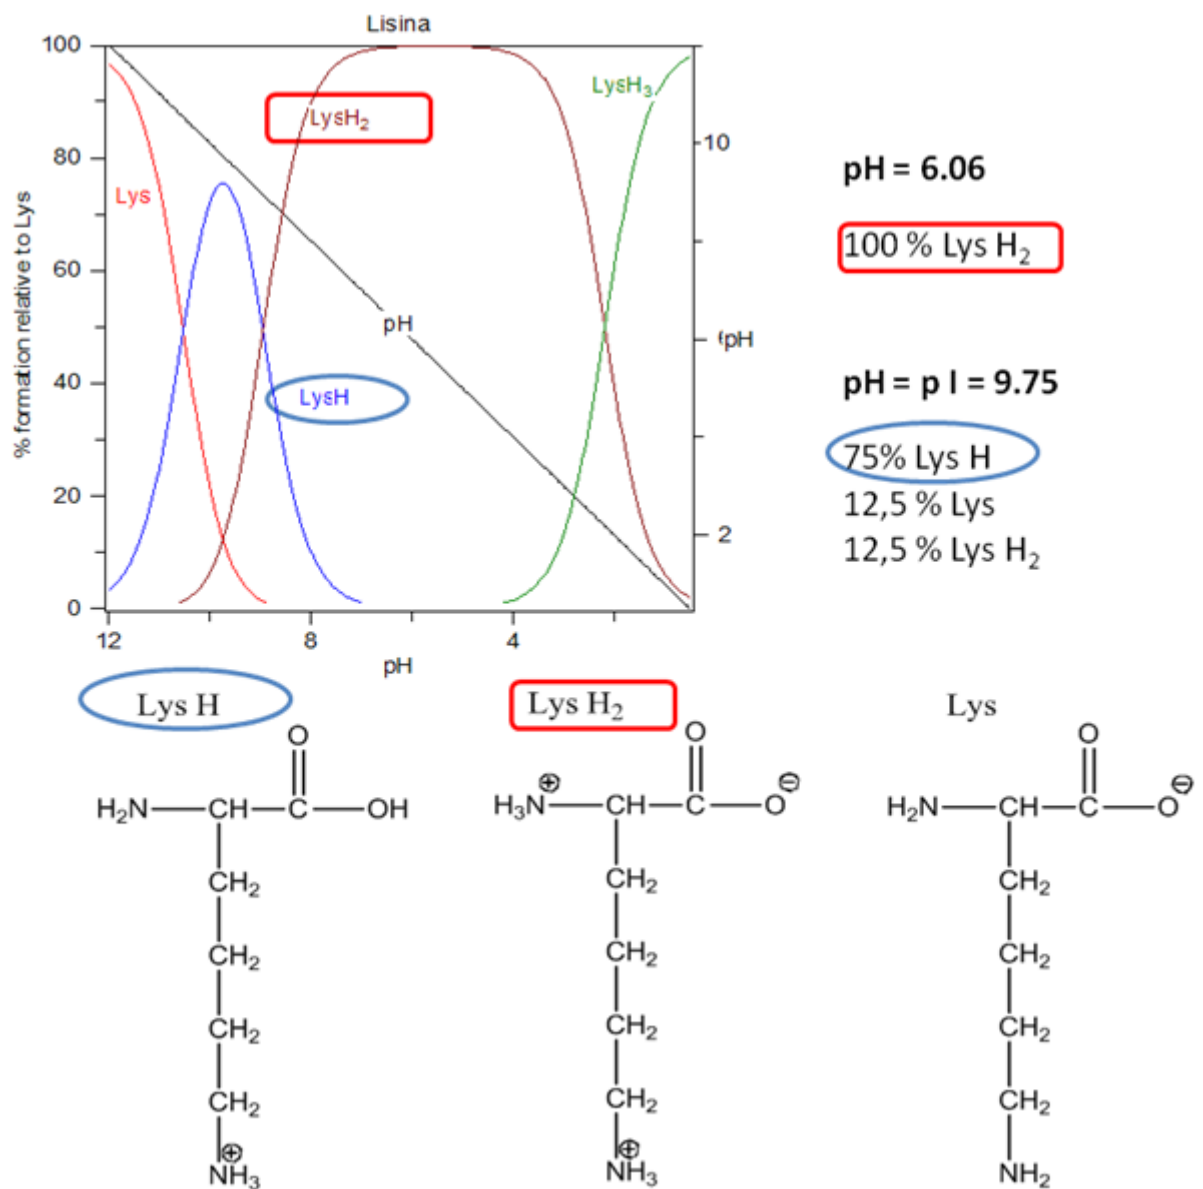 Lisina
100
80
60
40
20
0
% formation relative to Lys
Lys
LysH₂
LysH₃
pH
LysH
10
pH
2
12
8
4
pH
pH = 6.06
100 % Lys H₂
pH = p I = 9.75
75% Lys H
12,5 % Lys
12,5 % Lys H₂
Lys H
Lys H₂
Lys
O
H₂N CH C OH
CH₂
CH₂
CH₂
CH₂
⊕
NH₃
O
⊕ ⊖
H₃N CH C O
CH₂
CH₂
CH₂
CH₂
⊕
NH₃
O
⊖
H₂N CH C O
CH₂
CH₂
CH₂
CH₂
NH₂